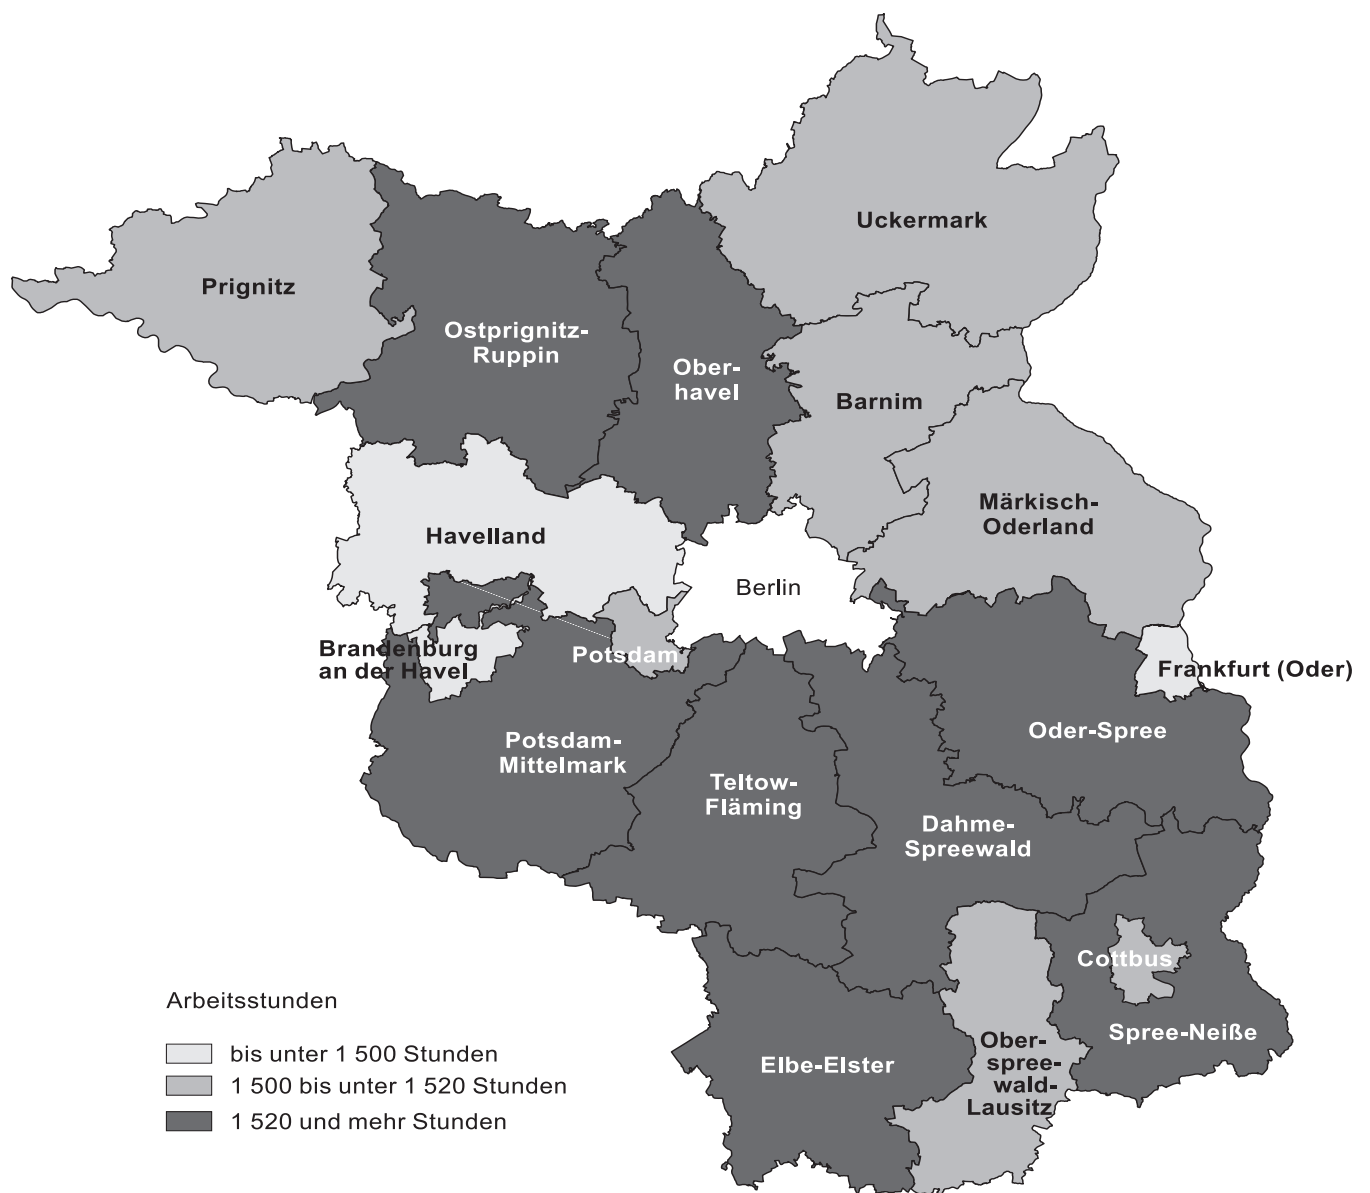 Uckermark
Prignitz
Ostprignitz-
Ruppin
Ober-
havel
Barnim
Märkisch-
Oderland
Havelland
Berlin
Brandenburg
an der Havel
Potsdam
Frankfurt (Oder)
Oder-Spree
Potsdam-
Mittelmark
Teltow-
Fläming
Dahme-
Spreewald
Cottbus
Spree-Neiße
Elbe-Elster
Ober-
spree-
wald-
Lausitz
Arbeitsstunden
bis unter 1 500 Stunden
1 500 bis unter 1 520 Stunden
1 520 und mehr Stunden